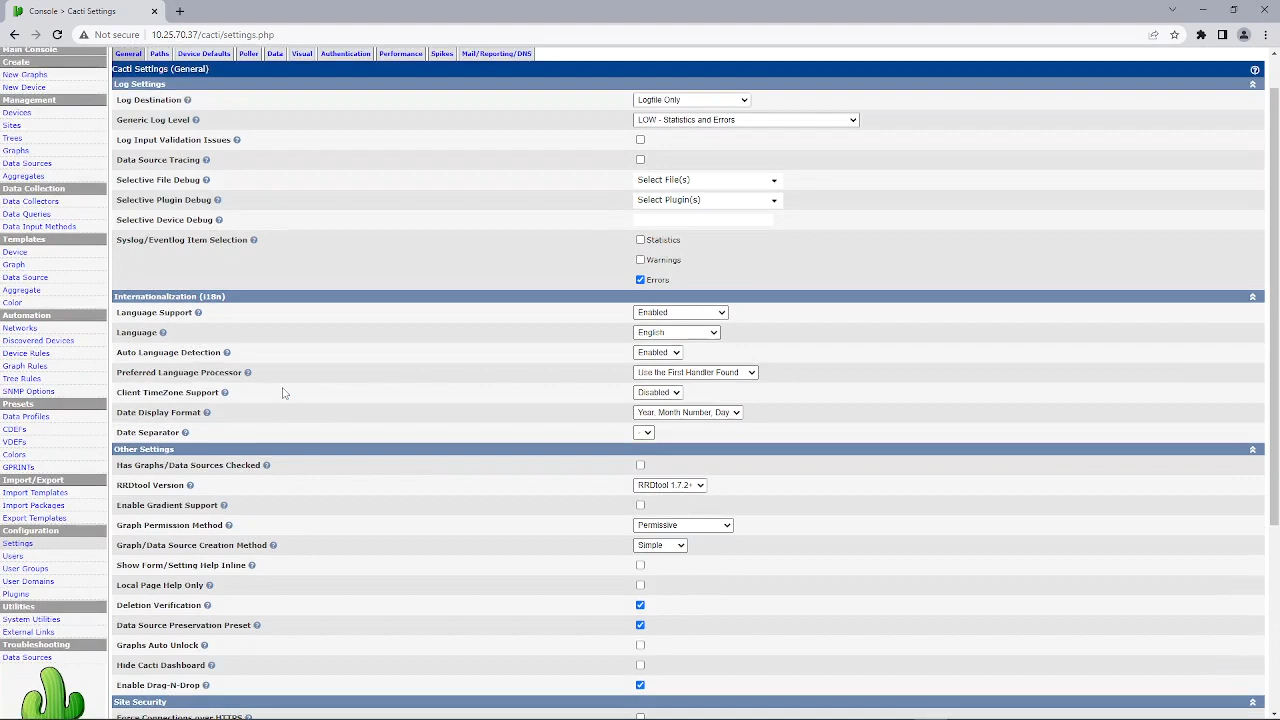 Console > Cacti Settings
Not secure
10.25.70.37/cacti/settings.php
Main Console
Create
New Graphs
New Device
Management
Devices
Sites
Trees
Graphs
Data Sources
Aggregates
Data Collection
Data Collectors
Data Queries
Data Input Methods
Templates
Device
Graph
Data Source
Aggregate
Color
Automation
Networks
Discovered Devices
Device Rules
Graph Rules
Tree Rules
SNMP Options
Presets
Data Profiles
CDEFs
VDEFs
Colors
GPRINTs
Import/Export
Import Templates
Import Packages
Export Templates
Configuration
Settings
Users
User Groups
User Domains
Plugins
Utilities
System Utilities
External Links
Troubleshooting
Data Sources
General Paths Device Defaults Poller Data Visual Authentication Performance Spikes Mail/Reporting/DNS
Cacti Settings (General)
Log Settings
Log Destination Logfile Only
Generic Log Level LOW - Statistics and Errors
Log Input Validation Issues
Data Source Tracing
Selective File Debug Select File(s)
Selective Plugin Debug Select Plugin(s)
Selective Device Debug
Syslog/Eventlog Item Selection Statistics
Warnings
Errors
Internationalization (i18n)
Language Support Enabled
Language English
Auto Language Detection Enabled
Preferred Language Processor Use the First Handler Found
Client TimeZone Support Disabled
Date Display Format Year, Month Number, Day
Date Separator -
Other Settings
Has Graphs/Data Sources Checked
RRDtool Version RRDtool 1.7.2+
Enable Gradient Support
Graph Permission Method Permissive
Graph/Data Source Creation Method Simple
Show Form/Setting Help Inline
Local Page Help Only
Deletion Verification
Data Source Preservation Preset
Graphs Auto Unlock
Hide Cacti Dashboard
Enable Drag-N-Drop
Site Security
Force Connections over HTTPS